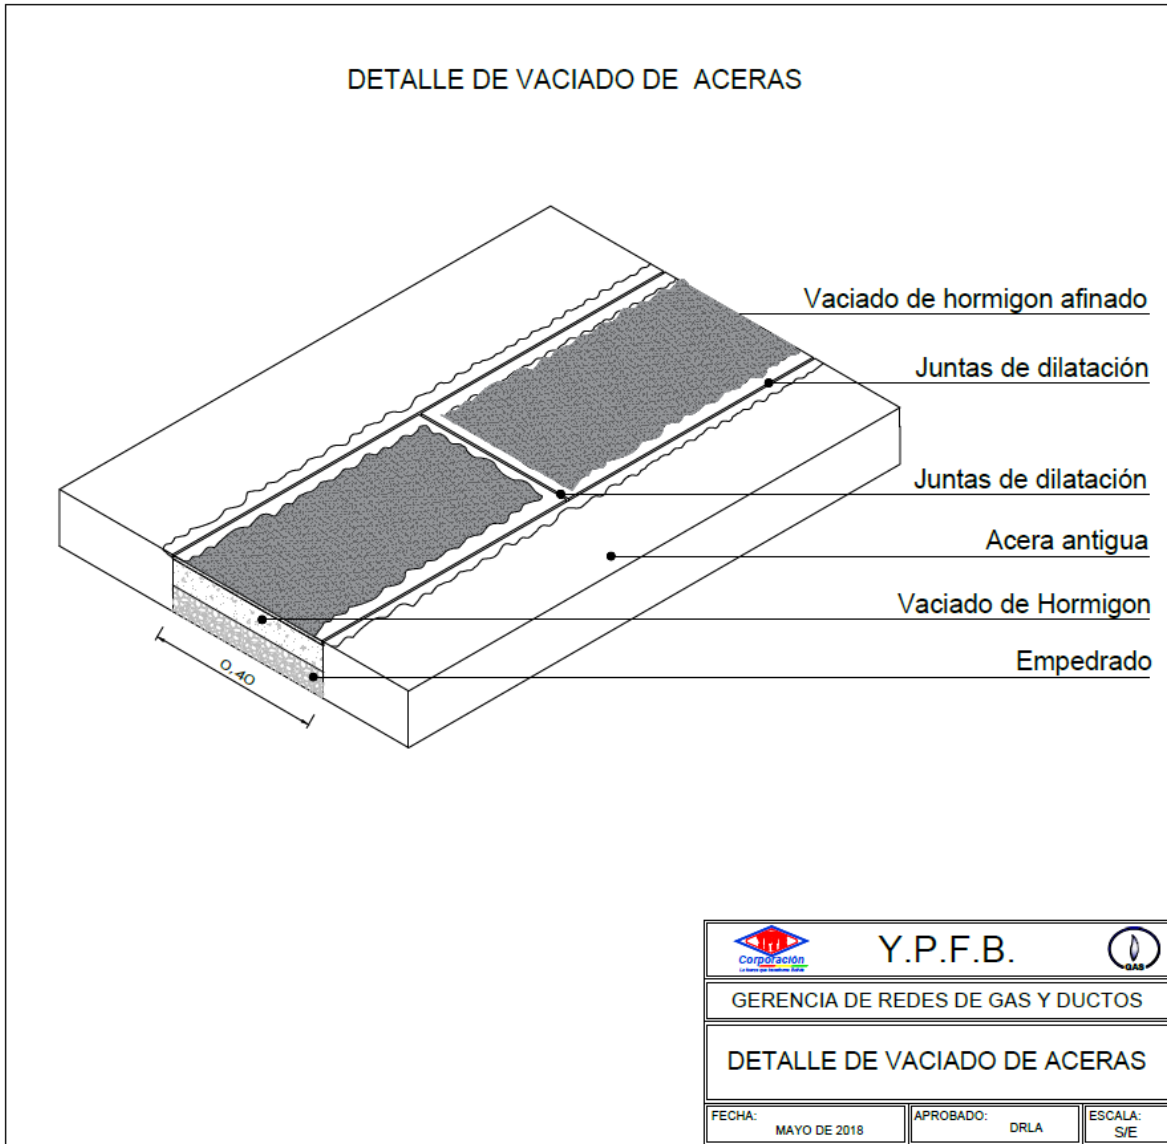 DETALLE DE VACIADO DE ACERAS
Vaciado de hormigon afinado
Juntas de dilatación
Juntas de dilatación
Acera antigua
Vaciado de Hormigon
Empedrado
0,40
Corporación
Y.P.F.B.
GAS
GERENCIA DE REDES DE GAS Y DUCTOS
DETALLE DE VACIADO DE ACERAS
FECHA:
MAYO DE 2018
APROBADO:
DRLA
ESCALA:
S/E